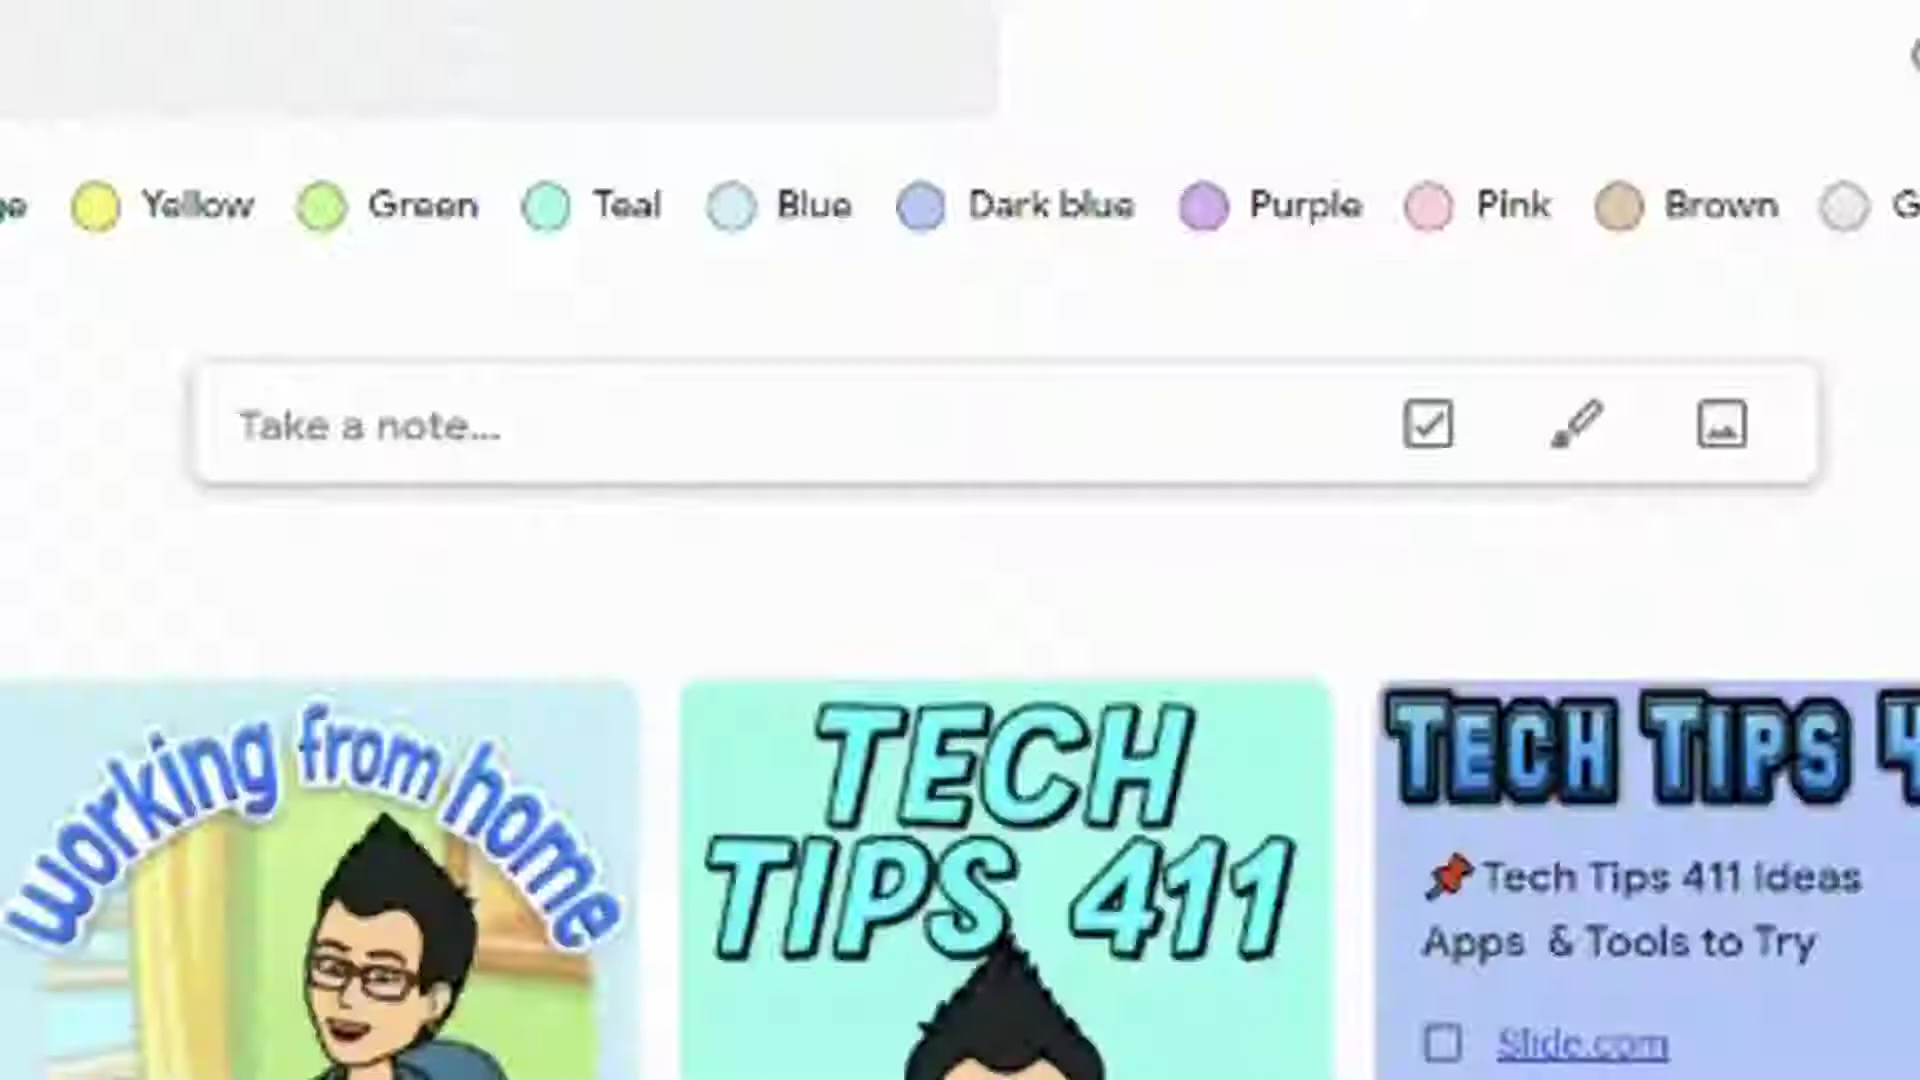 Yellow Green Teal Blue Dark blue Purple Pink Brown
Take a note...
working from home
TECH
TIPS 411
TECH TIPS 4
Tech Tips 411 Ideas
Apps & Tools to Try
Slide.com